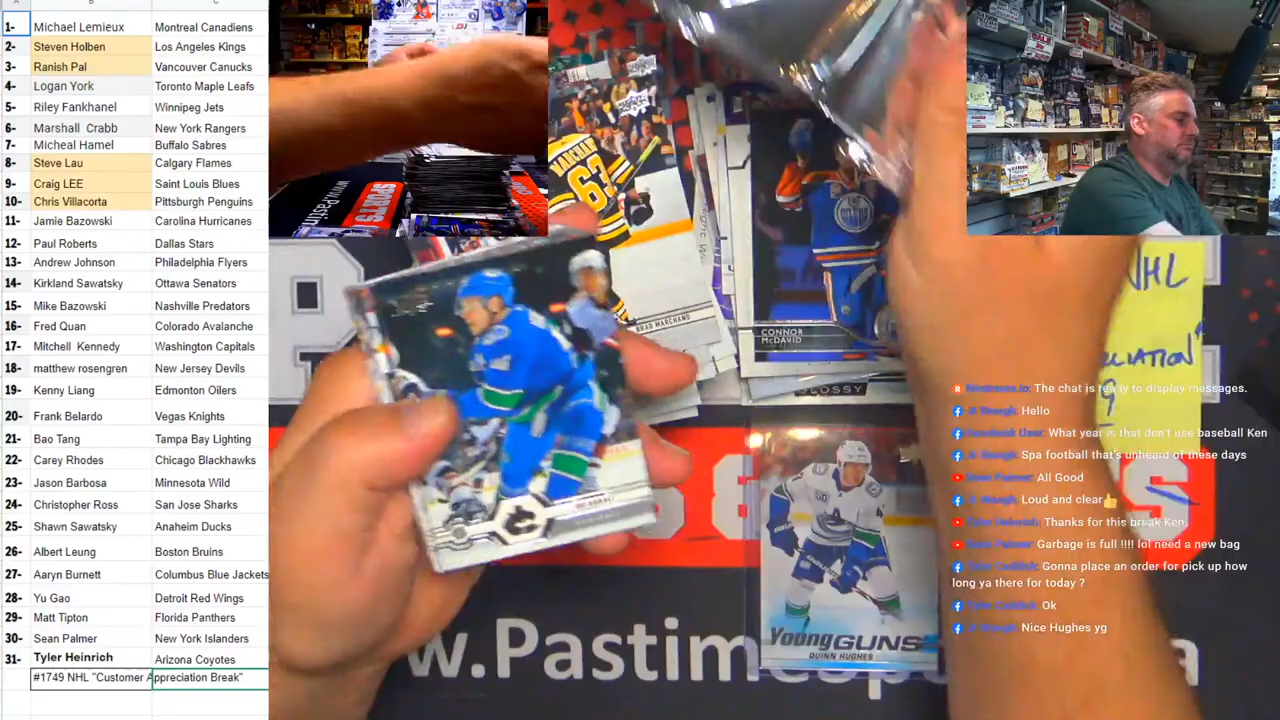 1- Michael Lemieux Montreal Canadiens
2- Steven Holben Los Angeles Kings
3- Ranish Pal Vancouver Canucks
4- Logan York Toronto Maple Leafs
5- Riley Fankhanel Winnipeg Jets
6- Marshall Crabb New York Rangers
7- Micheal Hamel Buffalo Sabres
8- Steve Lau Calgary Flames
9- Craig LEE Saint Louis Blues
10- Chris Villacorta Pittsburgh Penguins
11- Jamie Bazowski Carolina Hurricanes
12- Paul Roberts Dallas Stars
13- Andrew Johnson Philadelphia Flyers
14- Kirkland Sawatsky Ottawa Senators
15- Mike Bazowski Nashville Predators
16- Fred Quan Colorado Avalanche
17- Mitchel Kennedy Washington Capitals
18- matthew rosengren New Jersey Devils
19- Kenny Liang Edmonton Oilers
20- Frank Belardo Vegas Knights
21- Bao Tang Tampa Bay Lighting
22- Carey Rhodes Chicago Blackhawks
23- Jason Barbosa Minnesota Wild
24- Christopher Ross San Jose Sharks
25- Shawn Sawatsky Anaheim Ducks
26- Albert Leung Boston Bruins
27- Aaryn Burnett Columbus Blue Jackets
28- Yu Gao Detroit Red Wings
29- Matt Tipton Florida Panthers
30- Sean Palmer New York Islanders
31- Tyler Heinrich Arizona Coyotes
#1749 NHL "Customer Appreciation Break"
www.Pastim
SPORTS
MARCHAND
63
BRAD MARCHAND
CONNOR
McDAVID
GLOSSY
Young GUNS
QUINN HUGHES
w.Pastime
SALE
NHL
CIATION
The chat is ready to display messages.
Hello
What year is that don't use baseball Ken
Spa football that's unheard of these days
All Good
Loud and clear👍
Thanks for this break Ken.
Garbage is full !!!! lol need a new bag
Gonna place an order for pick up how
long ya there for today ?
Ok
Nice Hughes yg